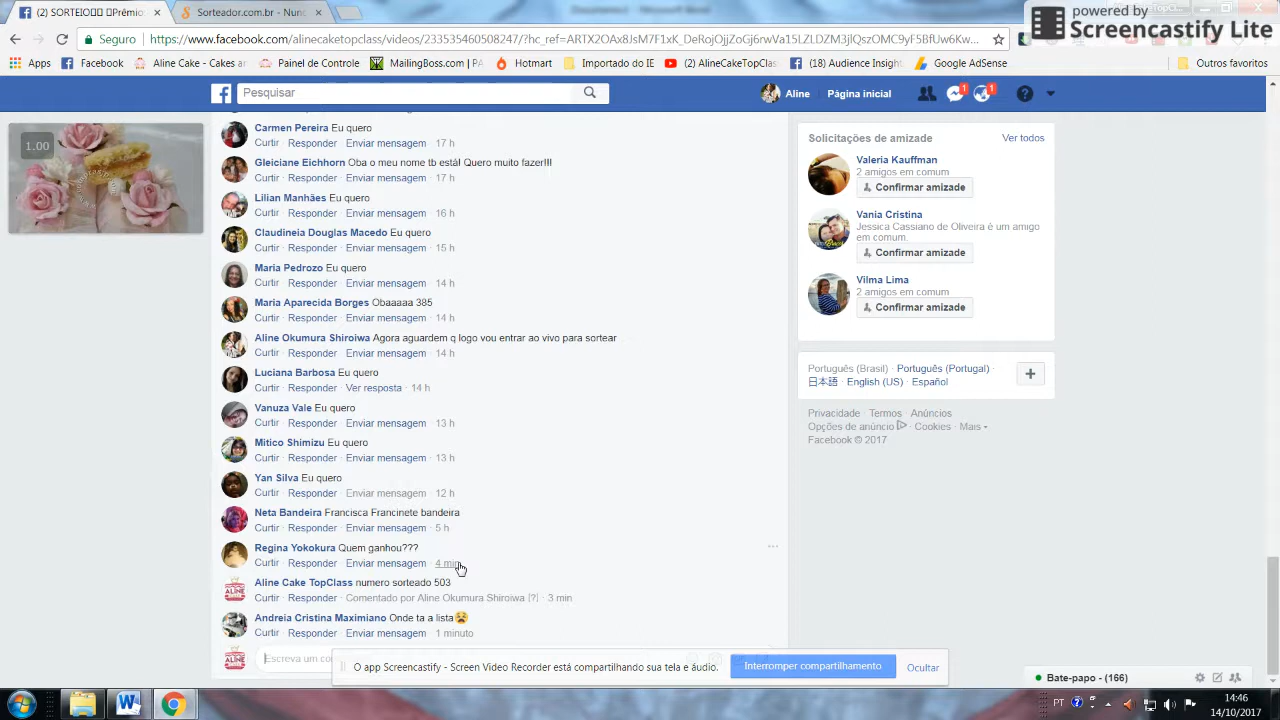 (2) SORTEIO Prêmio
Sorteador.com.br - Nún
powered by
Screencastify Lite
Seguro
https://www.facebook.com/alinecak
Apps
Facebook
Aline Cake - Cakes ar
Painel de Controle
MailingBoss.com | P
Hotmart
Importado do IE
(2) AlineCakeTopClas
(18) Audience Insight
Google AdSense
Outros favoritos
Pesquisar
Aline
Página inicial
1
1
1.00
Carmen Pereira Eu quero
Curtir · Responder · Enviar mensagem · 17 h
Gleiciane Eichhorn Oba o meu nome tb está! Quero muito fazer!!!
Curtir · Responder · Enviar mensagem · 17 h
Lilian Manhães Eu quero
Curtir · Responder · Enviar mensagem · 16 h
Claudineia Douglas Macedo Eu quero
Curtir · Responder · Enviar mensagem · 15 h
Maria Pedrozo Eu quero
Curtir · Responder · Enviar mensagem · 14 h
Maria Aparecida Borges Obaaaaa 385
Curtir · Responder · Enviar mensagem · 14 h
Aline Okumura Shiroiwa Agora aguardem q logo vou entrar ao vivo para sortear
Curtir · Responder · Enviar mensagem · 14 h
Luciana Barbosa Eu quero
Curtir · Responder · Ver resposta · 14 h
Vanuza Vale Eu quero
Curtir · Responder · Enviar mensagem · 13 h
Mitico Shimizu Eu quero
Curtir · Responder · Enviar mensagem · 13 h
Yan Silva Eu quero
Curtir · Responder · Enviar mensagem · 12 h
Neta Bandeira Francisca Francinete bandeira
Curtir · Responder · Enviar mensagem · 5 h
Regina Yokokura Quem ganhou???
Curtir · Responder · Enviar mensagem · 4 min
Aline Cake TopClass numero sorteado 503
Curtir · Responder · Comentado por Aline Okumura Shiroiwa [?] · 3 min
Andreia Cristina Maximiano Onde ta a lista😫
Curtir · Responder · Enviar mensagem · 1 minuto
Escreva um co
O app Screencastify - Screen Video Recorder está compartilhando sua tela e áudio.
Interromper compartilhamento
Ocultar
Solicitações de amizade
Ver todos
Valeria Kauffman
2 amigos em comum
Confirmar amizade
Vania Cristina
Jessica Cassiano de Oliveira é um amigo
em comum.
Confirmar amizade
Vilma Lima
2 amigos em comum
Confirmar amizade
Português (Brasil) · Português (Portugal) ·
日本語 · English (US) · Español
Privacidade · Termos · Anúncios
Opções de anúncio · Cookies · Mais
Facebook © 2017
Bate-papo - (166)
PT
14:46
14/10/2017